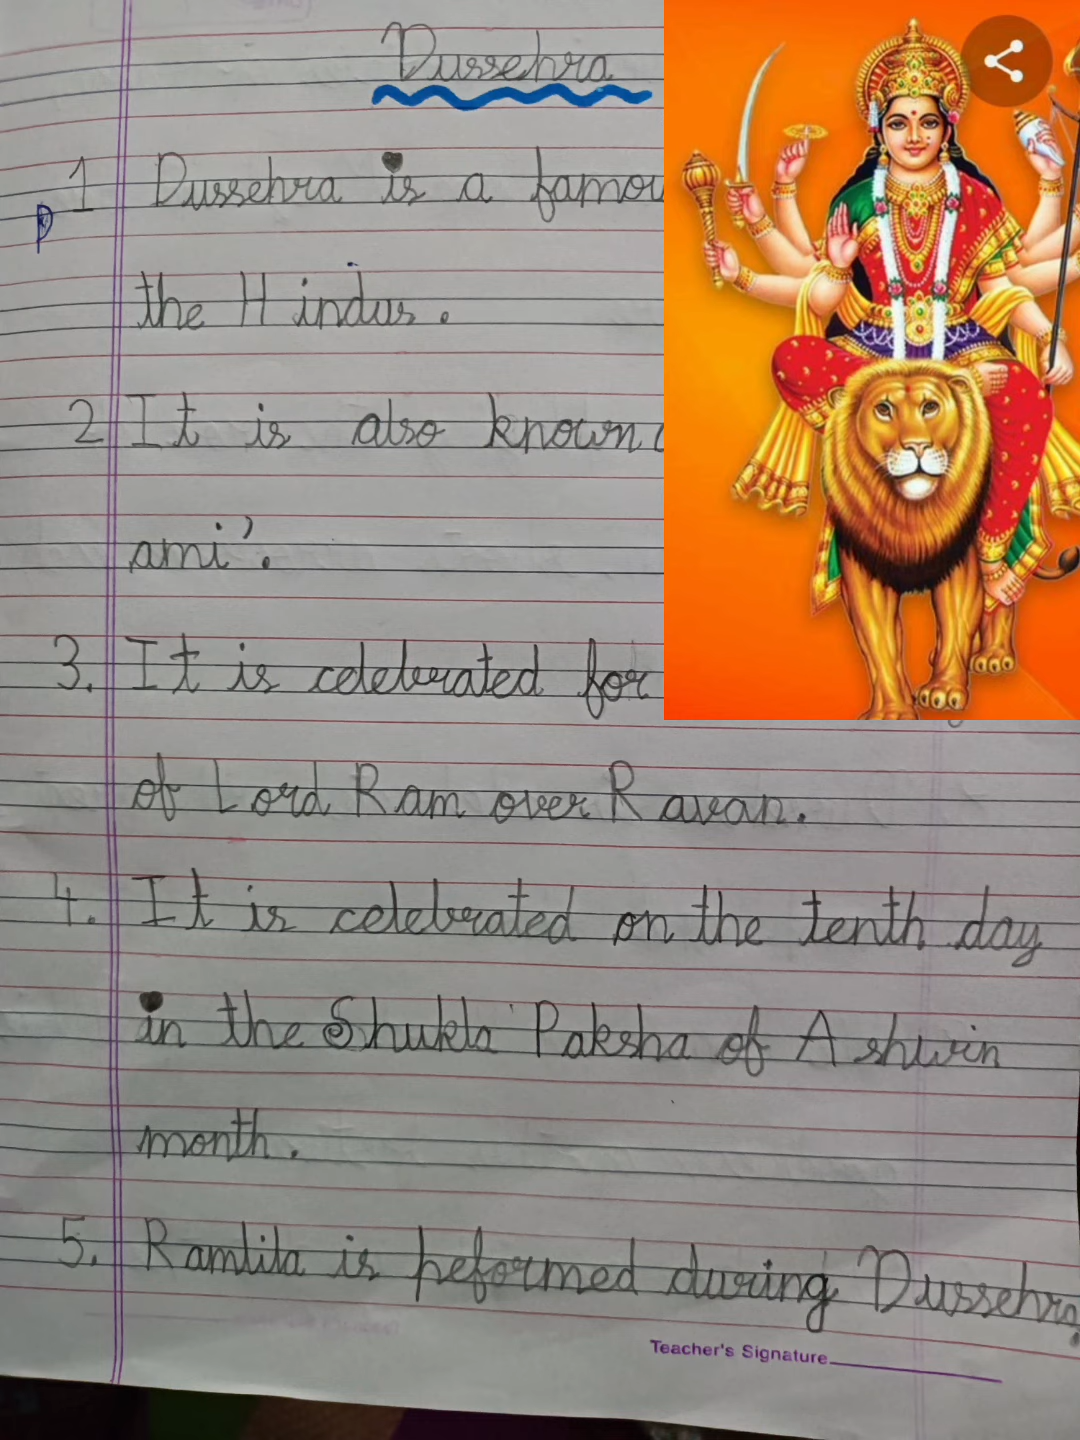 Dussehra
1 Dussehra is a
the Hindus.
2 It is also known
ami'.
3. It is celebrated for
of Lord Ram over Ravan.
4. It is celebrated on the tenth day
in the Shukla Paksha of Ashwin
month.
5. Ramlila is peformed during Dussehra.
Teacher's Signature